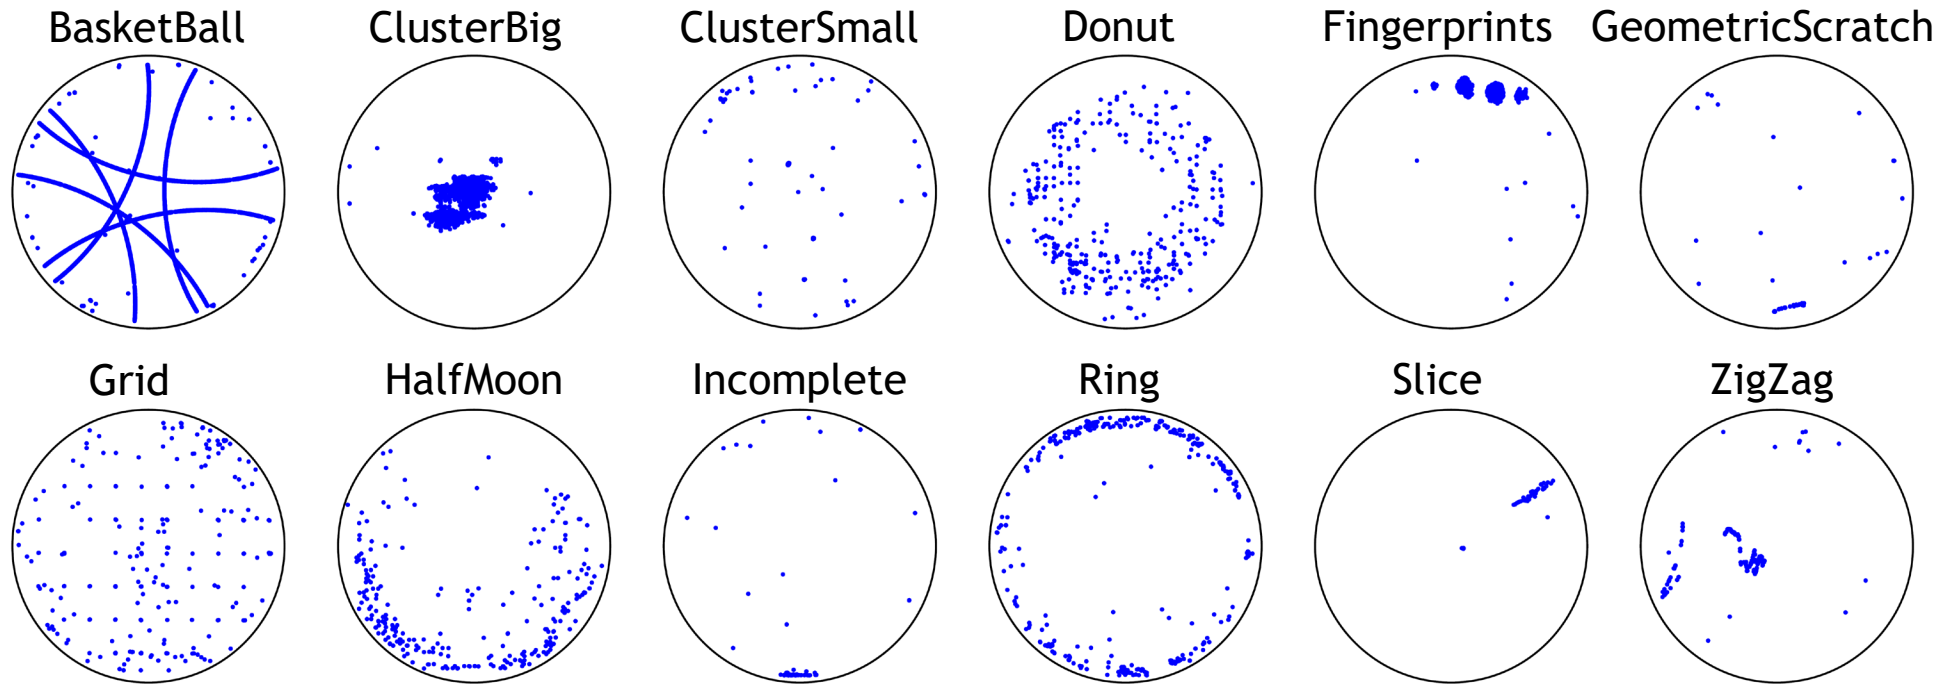 BasketBall ClusterBig ClusterSmall Donut Fingerprints GeometricScratch
Grid HalfMoon Incomplete Ring Slice ZigZag